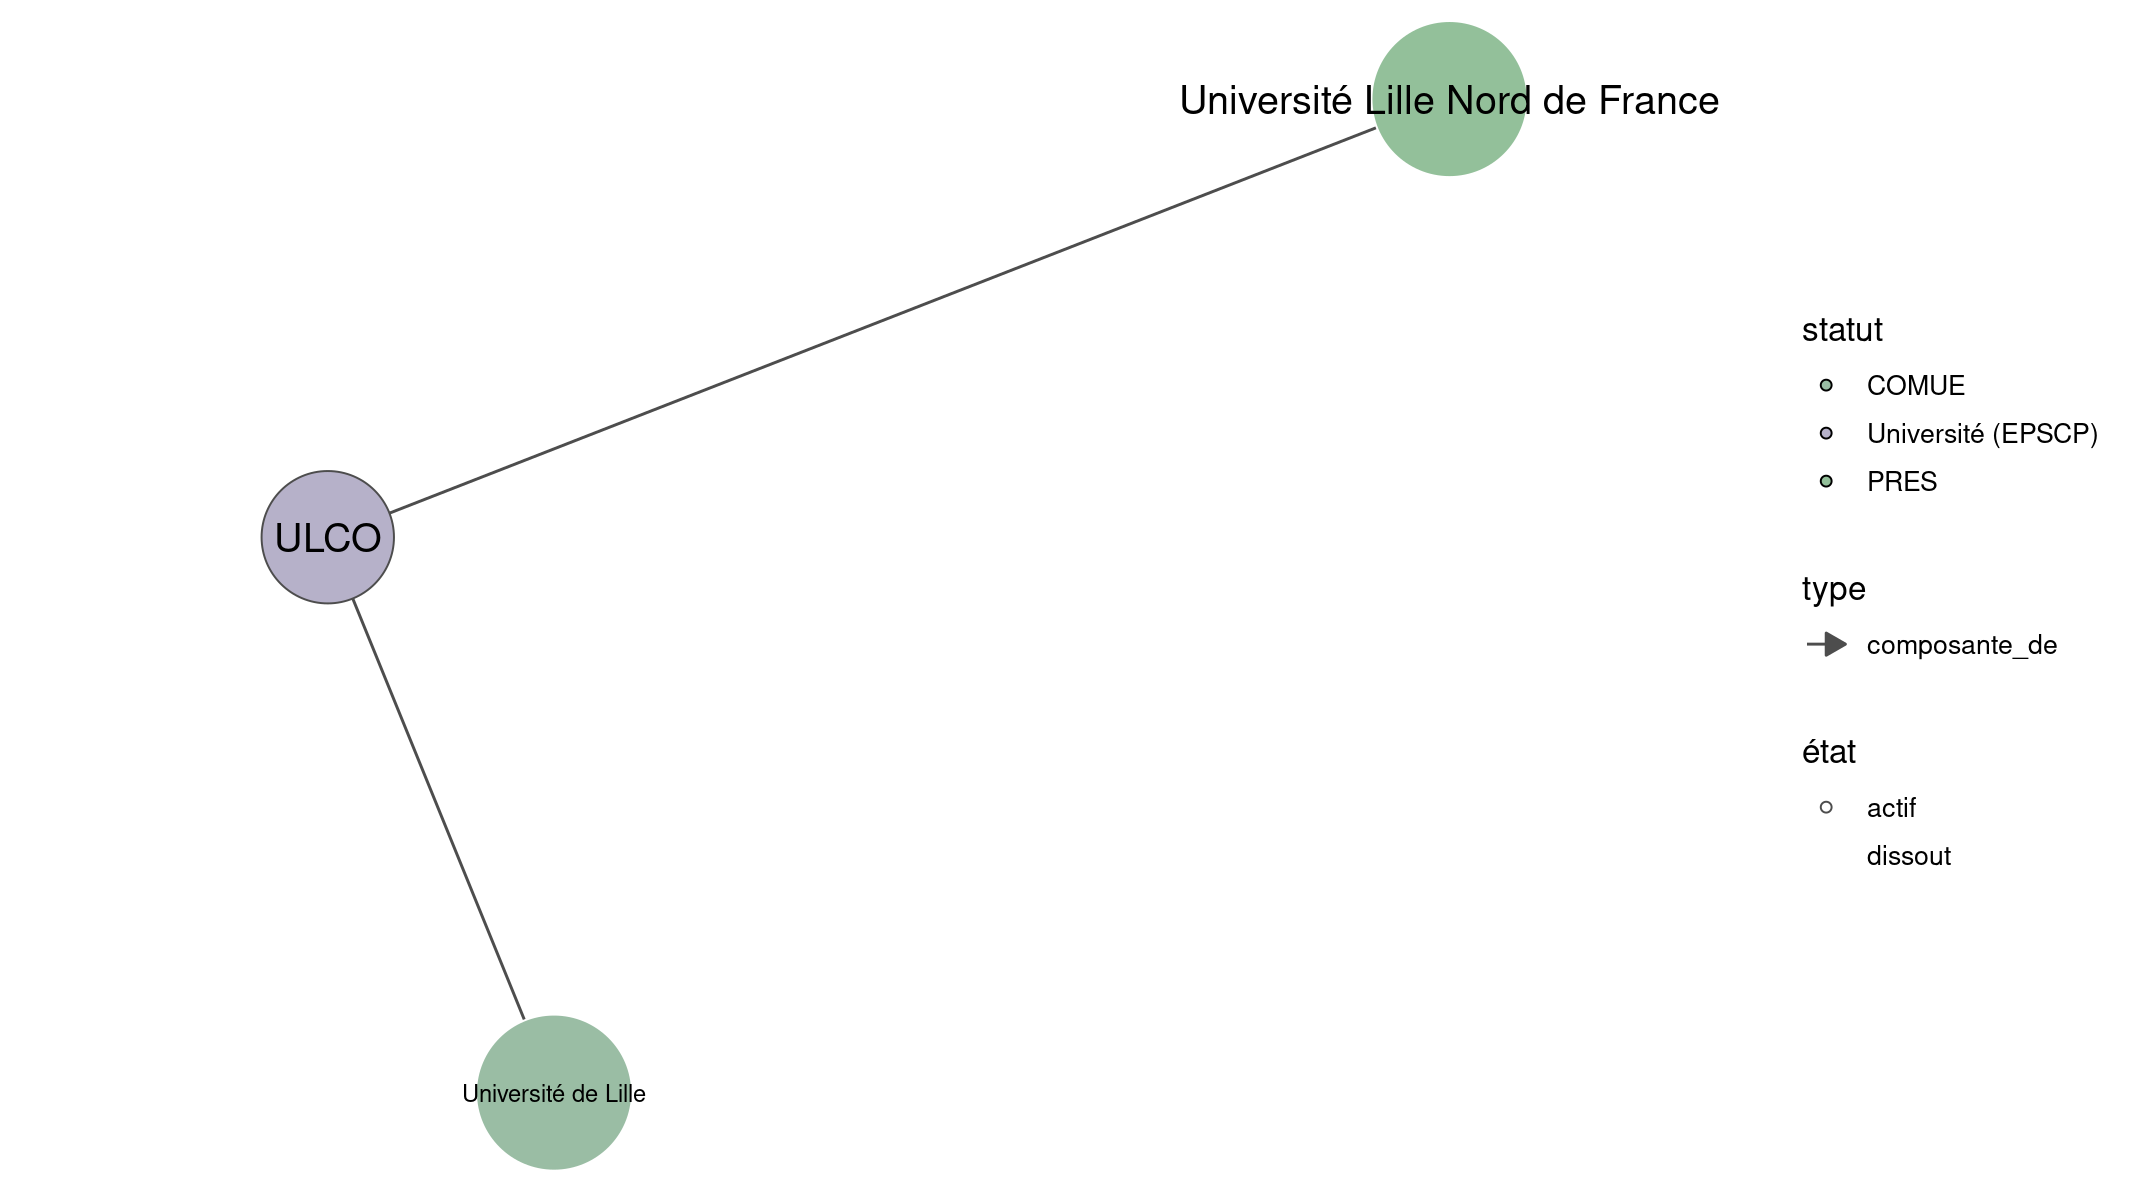 Université Lille Nord de France
ULCO
Université de Lille
statut
COMUE
Université (EPSCP)
PRES
type
composante_de
état
actif
dissout